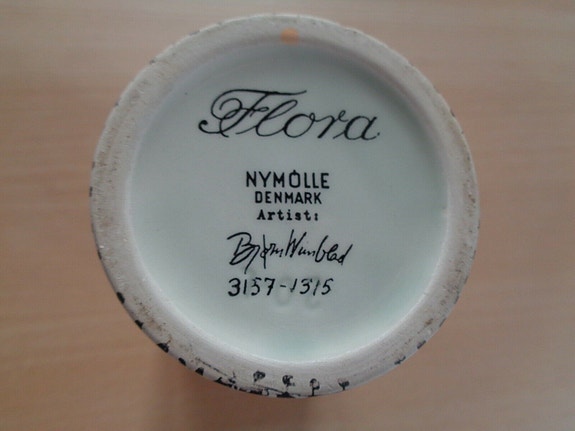 Flora
NYMÖLLE
DENMARK
Artist:
Bjørn Wiinblad
3157-1315